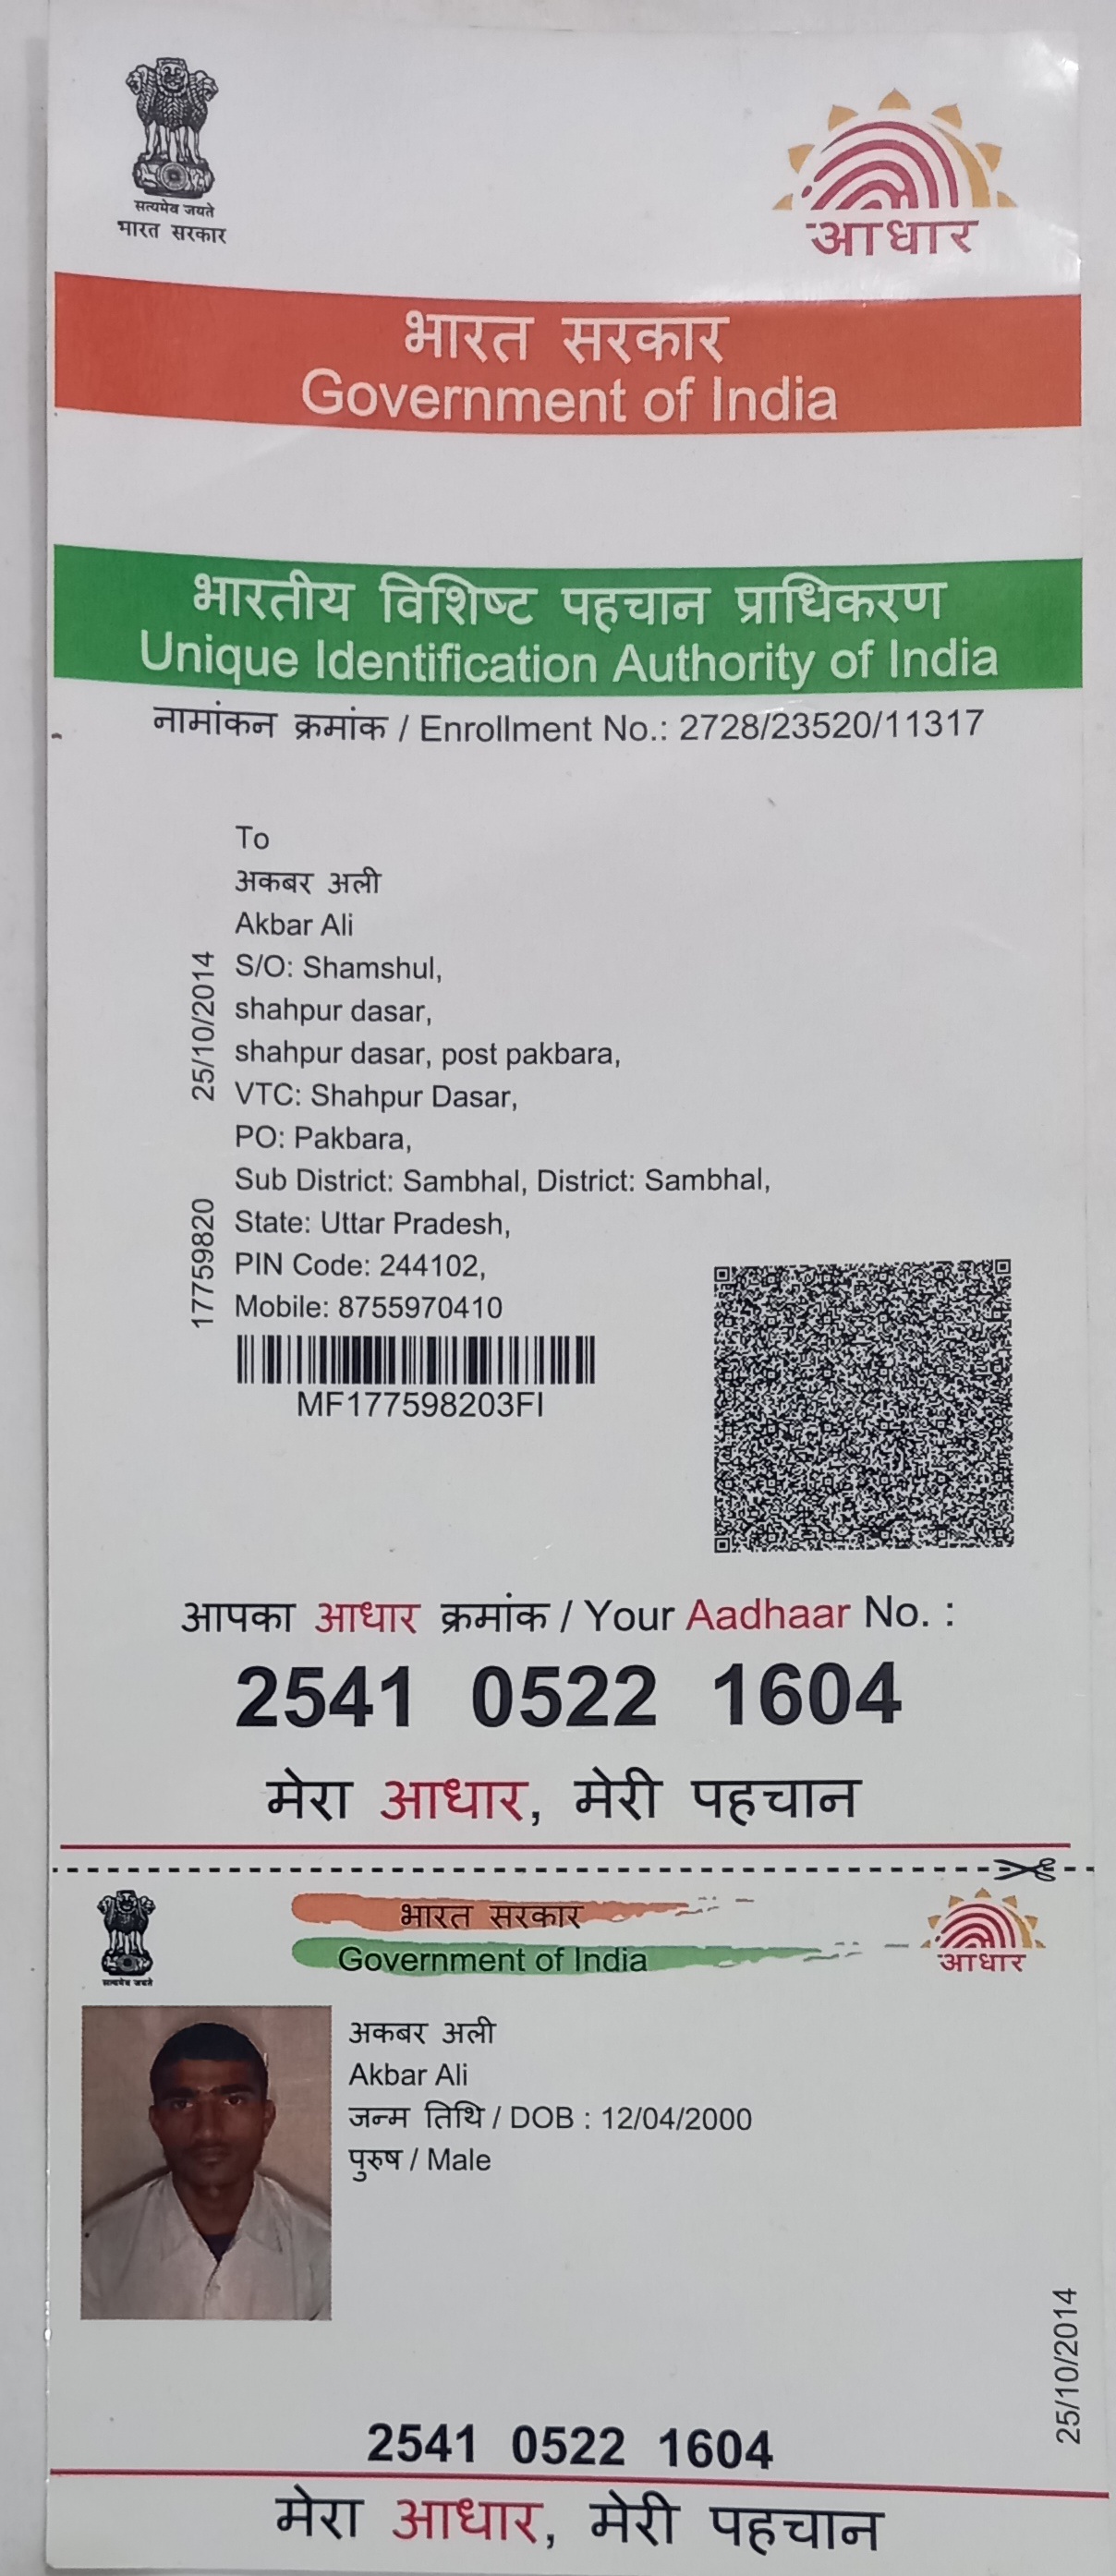 सत्यमेव जयते
भारत सरकार
आधार
भारत सरकार
Government of India
भारतीय विशिष्ट पहचान प्राधिकरण
Unique Identification Authority of India
नामांकन क्रमांक / Enrollment No.: 2728/23520/11317
To
अकबर अली
Akbar Ali
S/O: Shamshul,
shahpur dasar,
shahpur dasar, post pakbara,
VTC: Shahpur Dasar,
PO: Pakbara,
Sub District: Sambhal, District: Sambhal,
State: Uttar Pradesh,
PIN Code: 244102,
Mobile: 8755970410
25/10/2014
17759820
MF177598203FI
आपका आधार क्रमांक / Your Aadhaar No. :
2541 0522 1604
मेरा आधार, मेरी पहचान
सत्यमेव जयते
भारत सरकार
Government of India
आधार
अकबर अली
Akbar Ali
जन्म तिथि / DOB : 12/04/2000
पुरुष / Male
25/10/2014
2541 0522 1604
मेरा आधार, मेरी पहचान